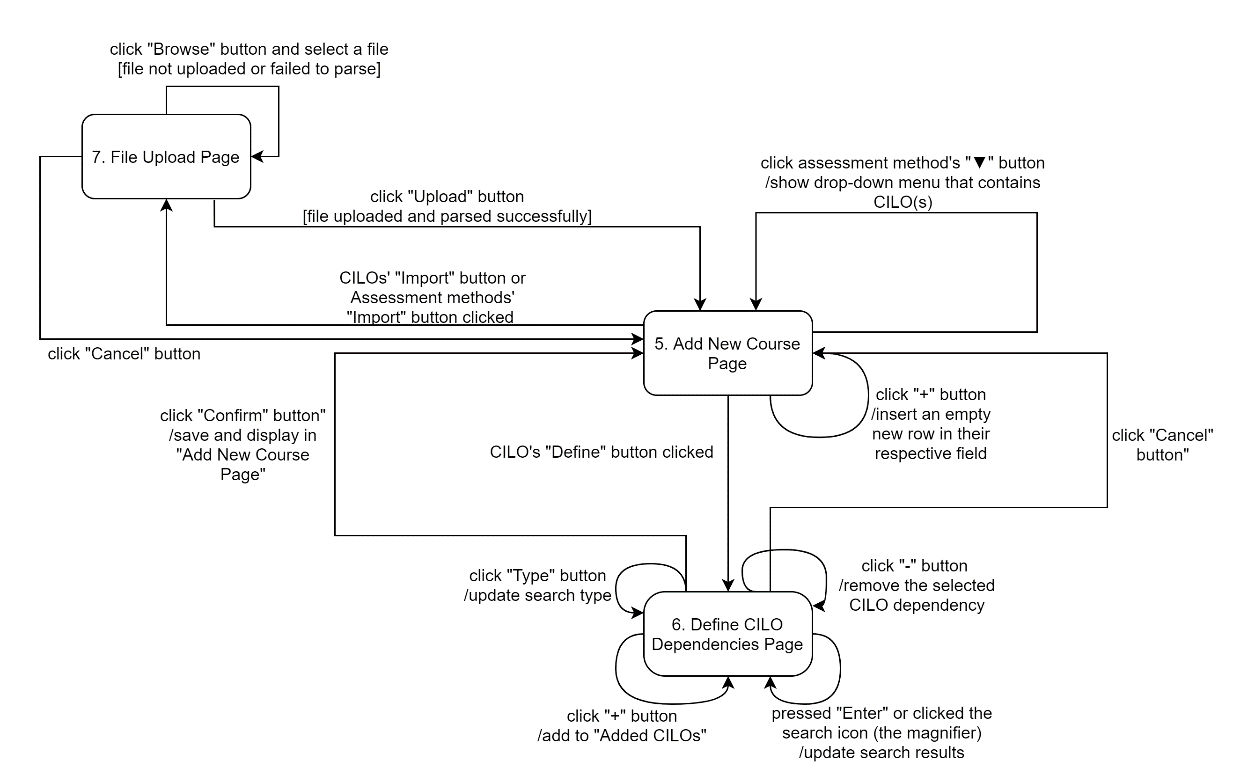 click "Browse" button and select a file
[file not uploaded or failed to parse]
7. File Upload Page
click assessment method's "▼" button
/show drop-down menu that contains
CILO(s)
click "Upload" button
[file uploaded and parsed successfully]
CILOs' "Import" button or
Assessment methods'
"Import" button clicked
click "Cancel" button
5. Add New Course
Page
click "+" button
/insert an empty
new row in their
respective field
click "Confirm" button"
/save and display in
"Add New Course
Page"
CILO's "Define" button clicked
click "Cancel"
button"
click "Type" button
/update search type
click "-" button
/remove the selected
CILO dependency
6. Define CILO
Dependencies Page
click "+" button
/add to "Added CILOs"
pressed "Enter" or clicked the
search icon (the magnifier)
/update search results